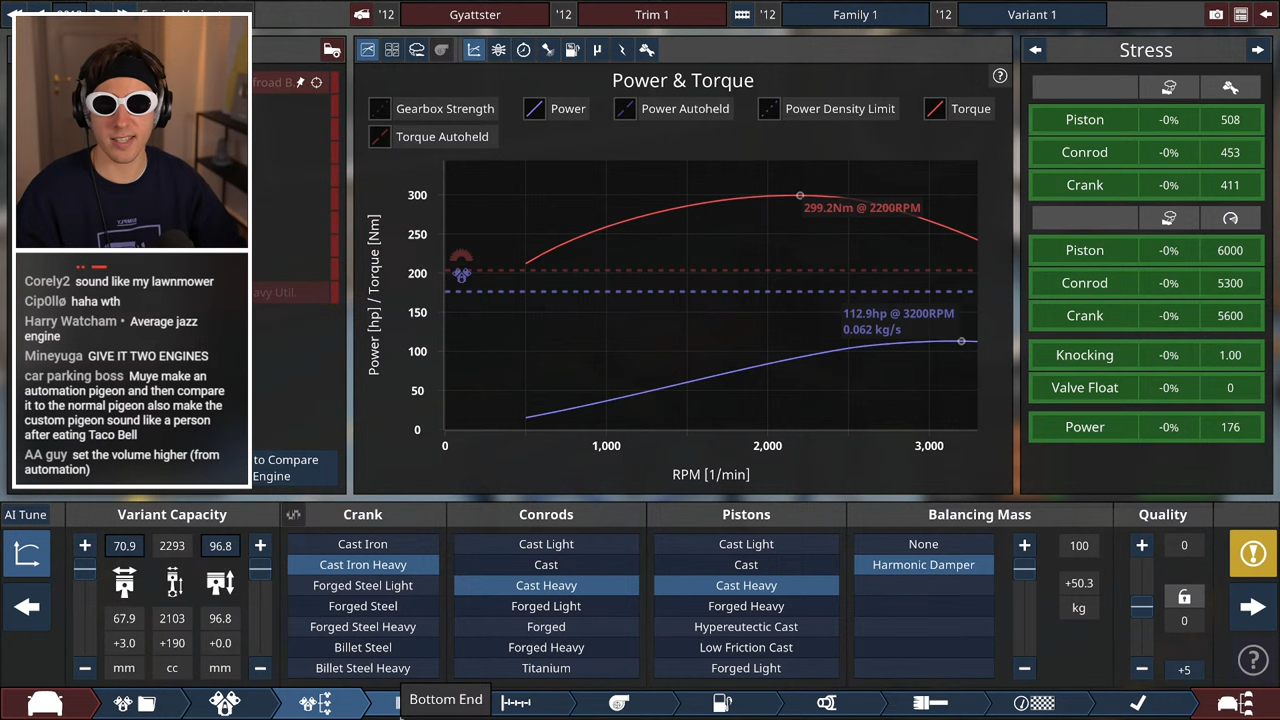 '12
Gyattster
'12
Trim 1
'12
Family 1
'12
Variant 1
Corely2 sound like my lawnmower
Cip0llø haha wth
Harry Watcham • Average jazz
engine
Mineyuga GIVE IT TWO ENGINES
car parking boss Muye make an
automation pigeon and then compare
it to the normal pigeon also make the
custom pigeon sound like a person
after eating Taco Bell
AA guy set the volume higher (from
automation)
ffroad B.
avy Util
to Compare
Engine
Power & Torque
Gearbox Strength
Power
Power Autoheld
Power Density Limit
Torque
Torque Autoheld
Power [hp] / Torque [Nm]
300
250
200
150
100
50
0
299.2Nm @ 2200RPM
112.9hp @ 3200RPM
0.062 kg/s
0
1,000
2,000
3,000
RPM [1/min]
Stress
Piston -0% 508
Conrod -0% 453
Crank -0% 411
Piston -0% 6000
Conrod -0% 5300
Crank -0% 5600
Knocking -0% 1.00
Valve Float -0% 0
Power -0% 176
AI Tune
Variant Capacity
+ 70.9 2293 96.8 +
67.9 2103 96.8
+3.0 +190 +0.0
mm cc mm
Crank
Cast Iron
Cast Iron Heavy
Forged Steel Light
Forged Steel
Forged Steel Heavy
Billet Steel
Billet Steel Heavy
Conrods
Cast Light
Cast
Cast Heavy
Forged Light
Forged
Forged Heavy
Titanium
Pistons
Cast Light
Cast
Cast Heavy
Forged Heavy
Hypereutectic Cast
Low Friction Cast
Forged Light
Balancing Mass
None
Harmonic Damper
+ 100
+50.3
kg
Quality
+ 0
0
+5
Bottom End